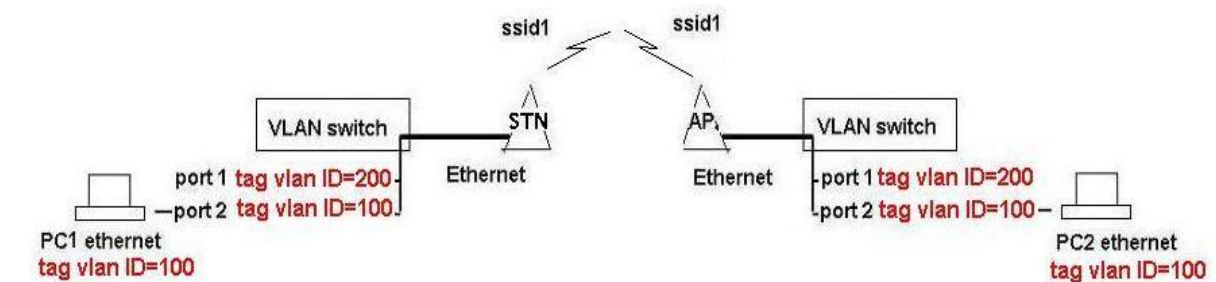 ssid1
ssid1
VLAN switch
STN
AP
VLAN switch
Ethernet
Ethernet
port 1 tag vlan ID=200
port 2 tag vlan ID=100
port 1 tag vlan ID=200
port 2 tag vlan ID=100
PC1 ethernet
tag vlan ID=100
PC2 ethernet
tag vlan ID=100